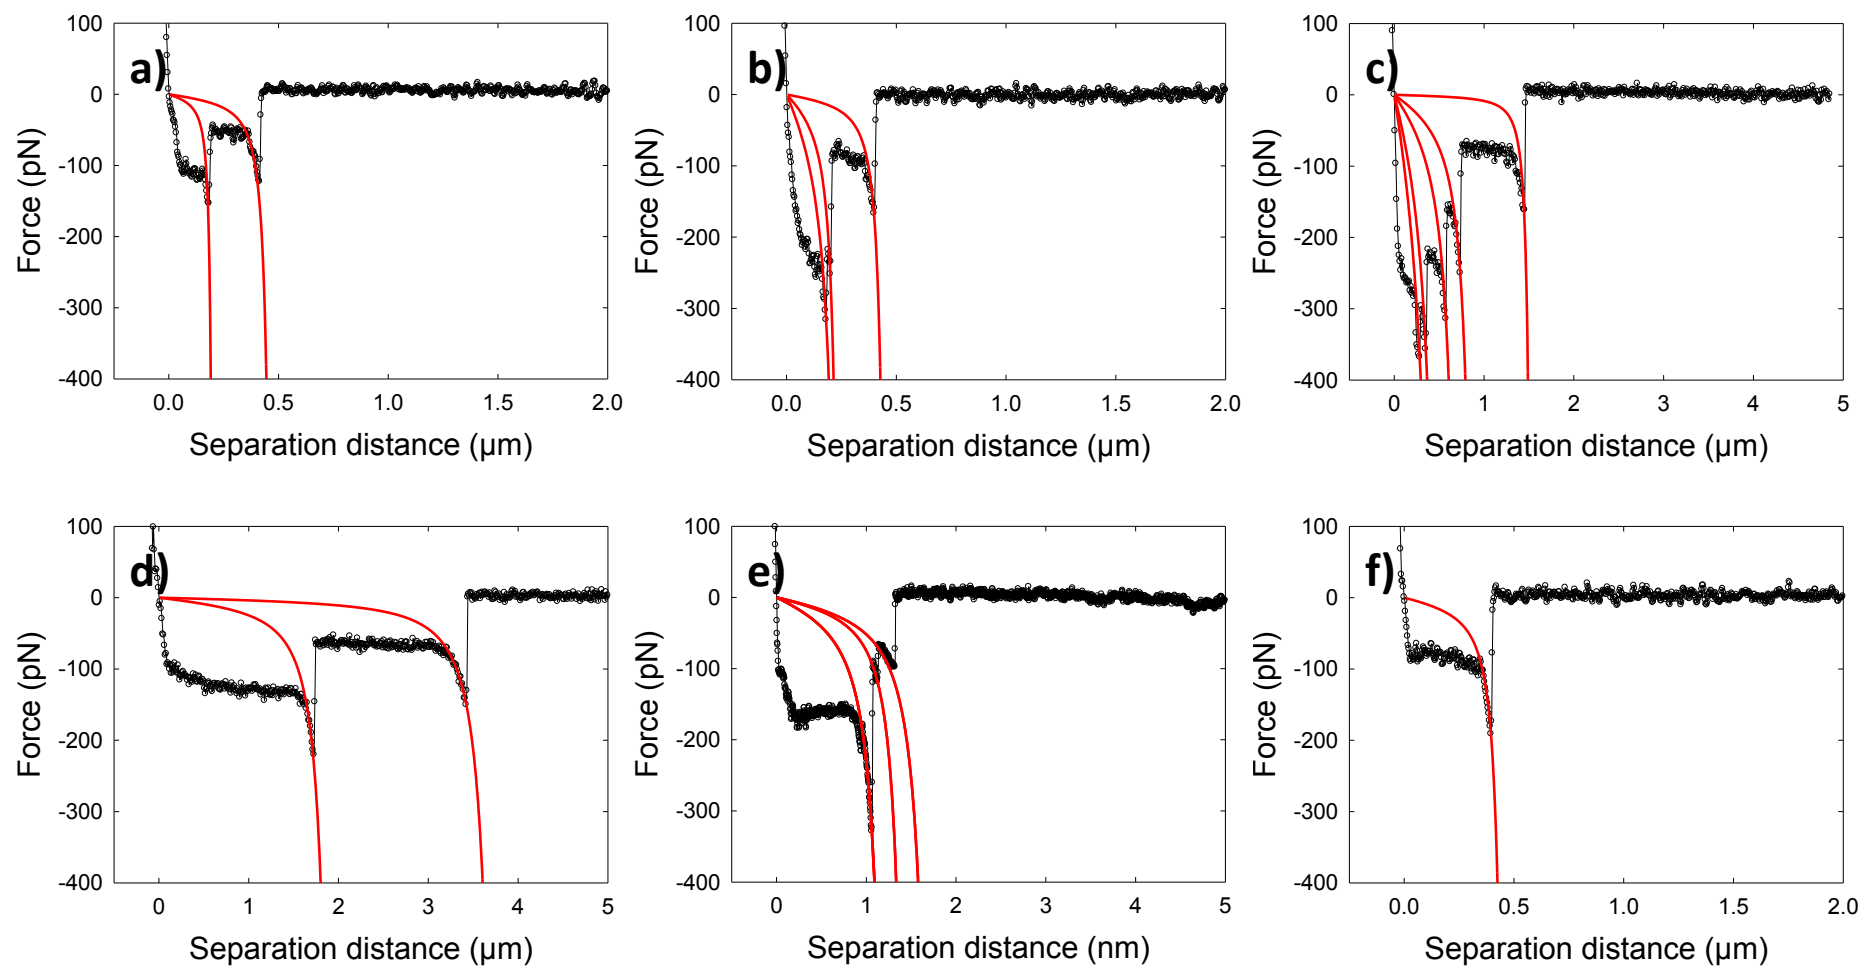 a)
100
0
-100
-200
-300
-400
Force (pN)
0.0 0.5 1.0 1.5 2.0
Separation distance (µm)
b)
100
0
-100
-200
-300
-400
Force (pN)
0.0 0.5 1.0 1.5 2.0
Separation distance (µm)
c)
100
0
-100
-200
-300
-400
Force (pN)
0 1 2 3 4 5
Separation distance (µm)
d)
100
0
-100
-200
-300
-400
Force (pN)
0 1 2 3 4 5
Separation distance (µm)
e)
100
0
-100
-200
-300
-400
Force (pN)
0 1 2 3 4 5
Separation distance (nm)
f)
100
0
-100
-200
-300
-400
Force (pN)
0.0 0.5 1.0 1.5 2.0
Separation distance (µm)